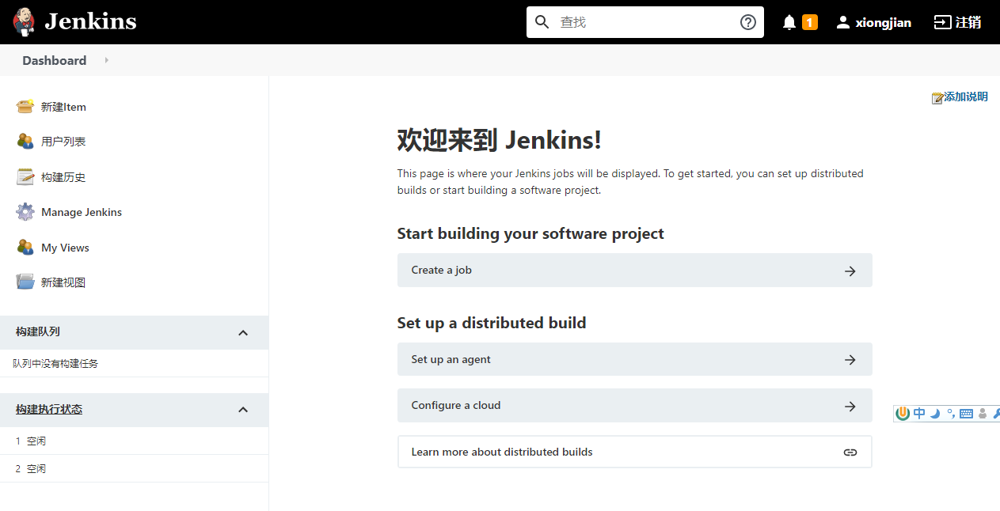 Jenkins
查找
1
xiongjian
注销
Dashboard
新建Item
用户列表
构建历史
Manage Jenkins
My Views
新建视图
构建队列
队列中没有构建任务
构建执行状态
1 空闲
2 空闲
添加说明
欢迎来到 Jenkins!
This page is where your Jenkins jobs will be displayed. To get started, you can set up distributed
builds or start building a software project.
Start building your software project
Create a job
Set up a distributed build
Set up an agent
Configure a cloud
Learn more about distributed builds
中